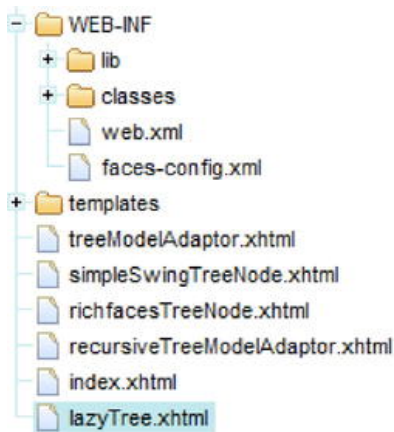 WEB-INF
lib
classes
web.xml
faces-config.xml
templates
treeModelAdaptor.xhtml
simpleSwingTreeNode.xhtml
richfacesTreeNode.xhtml
recursiveTreeModelAdaptor.xhtml
index.xhtml
lazyTree.xhtml